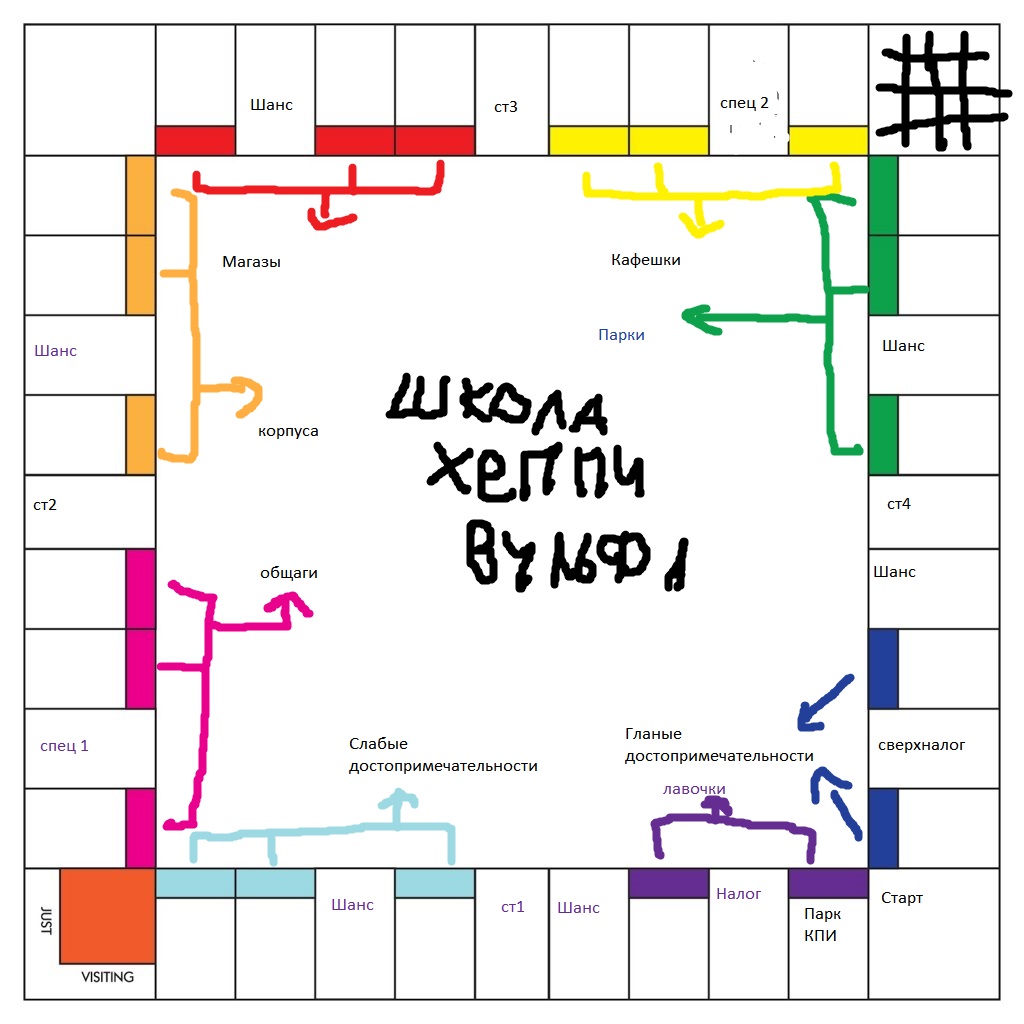 Шанс
ст3
спец 2
Магазы
Кафешки
Парки
Шанс
Шанс
корпуса
ШКОЛА
ХЕППИ
ВУЛЬФА
ст2
ст4
общаги
Шанс
спец 1
Слабые
достопримечательности
Гланые
достопримечательности
лавочки
сверхналог
Шанс
ст1
Шанс
Налог
Парк
КПИ
Старт
JUST
VISITING